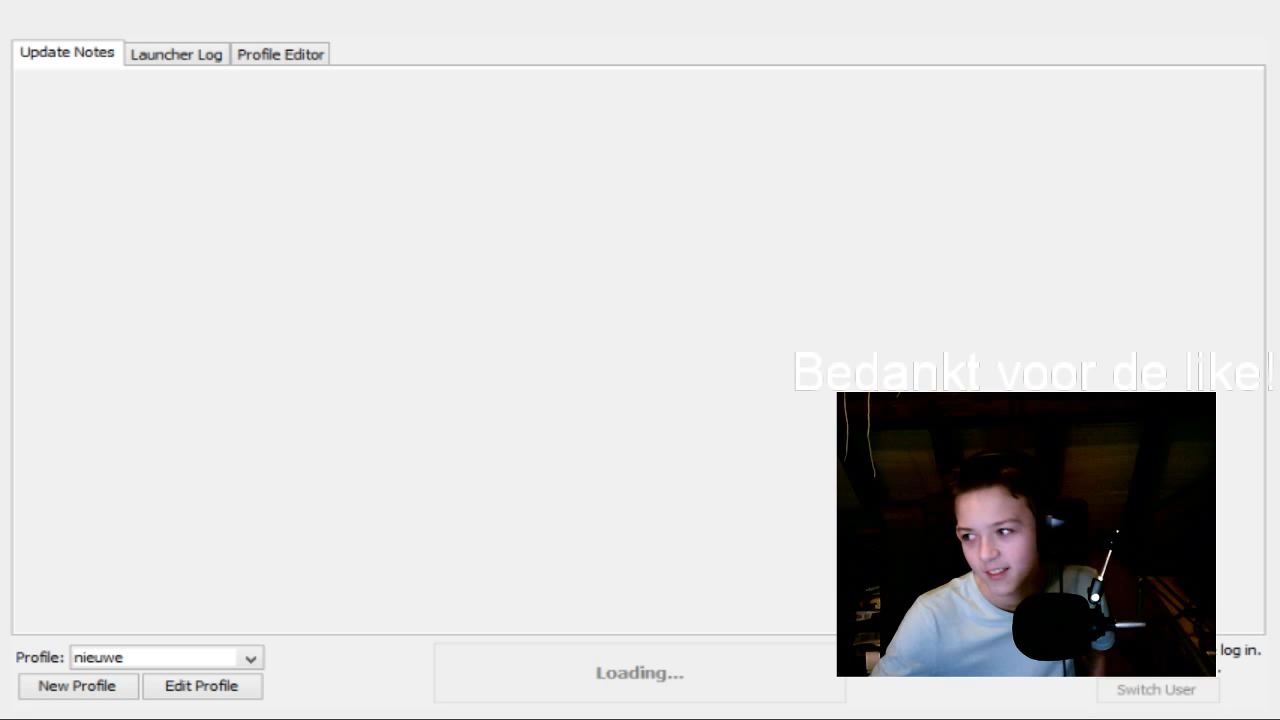 Update Notes
Launcher Log
Profile Editor
Bedankt voor de like!
Profile:
nieuwe
New Profile
Edit Profile
Loading...
log in.
Switch User